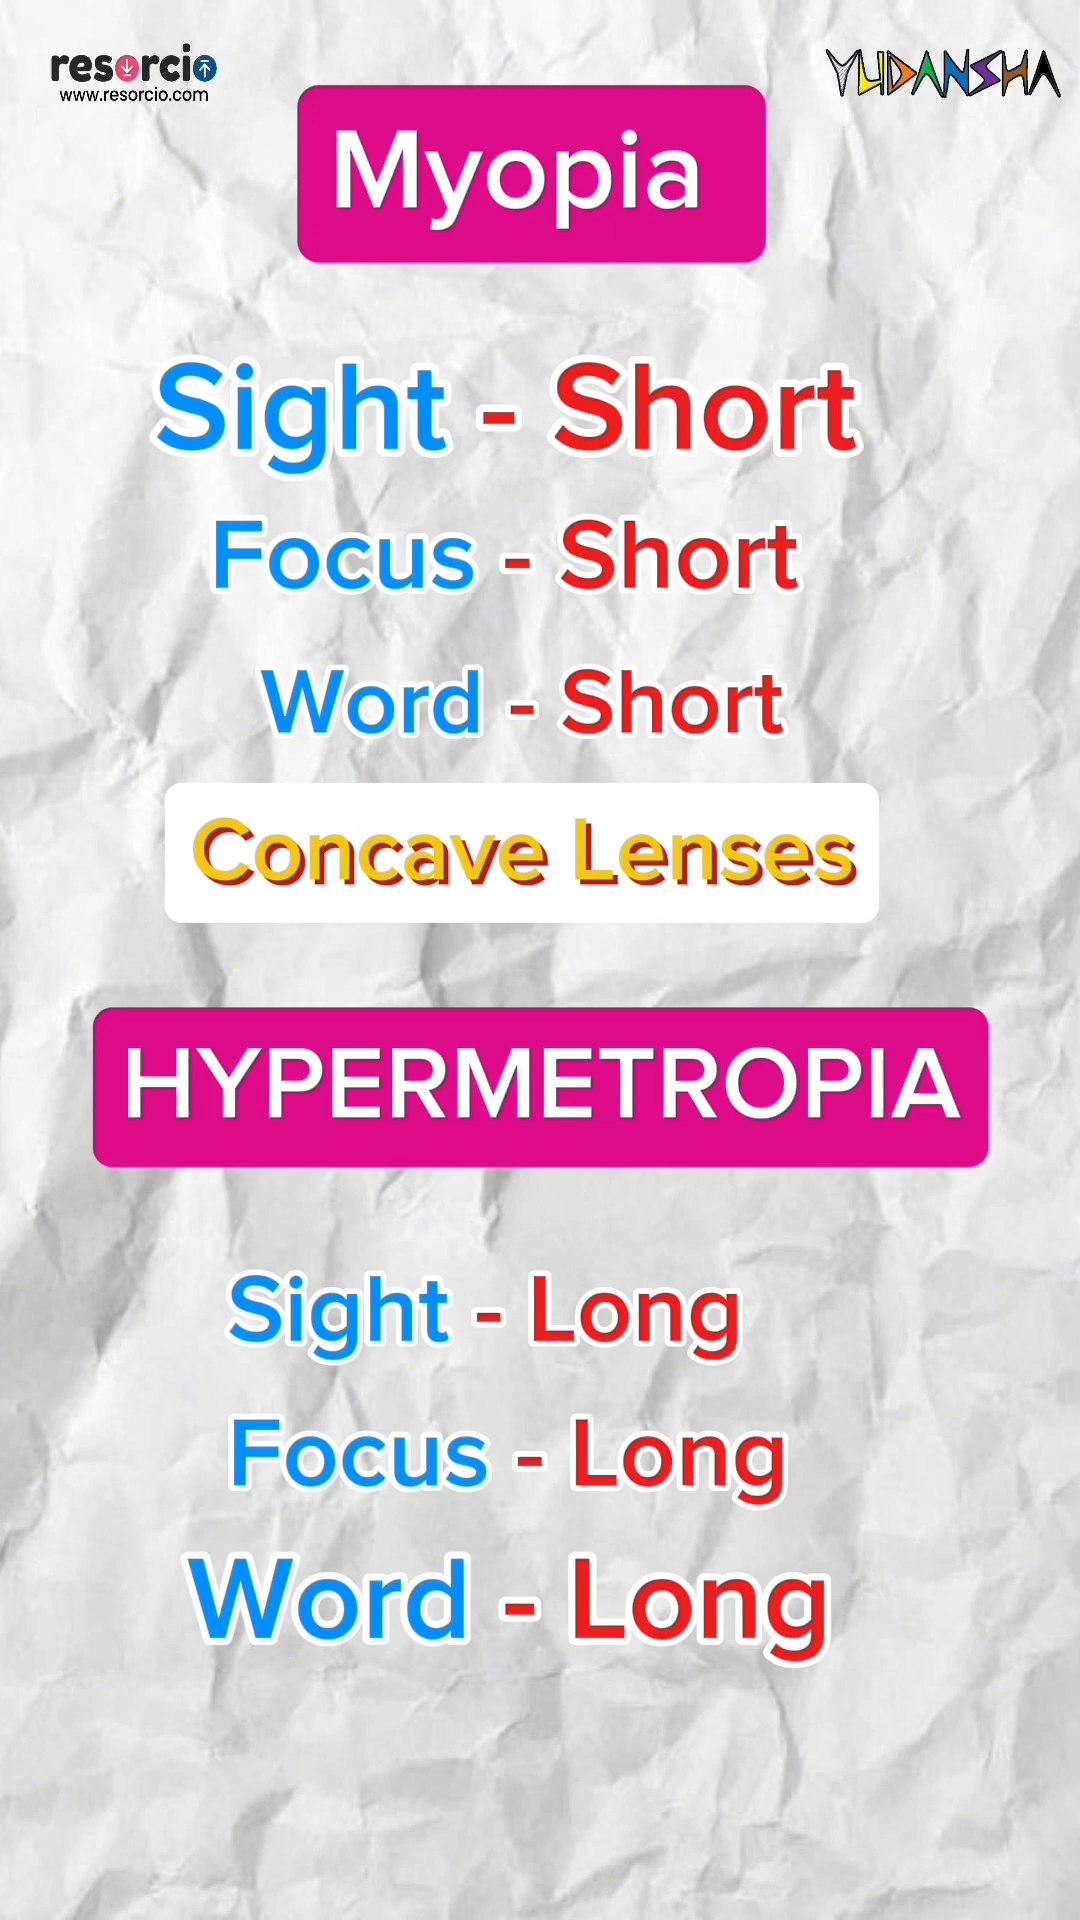 resorcio
www.resorcio.com
YUDANSHA
Myopia
Sight - Short
Focus - Short
Word - Short
Concave Lenses
HYPERMETROPIA
Sight - Long
Focus - Long
Word - Long